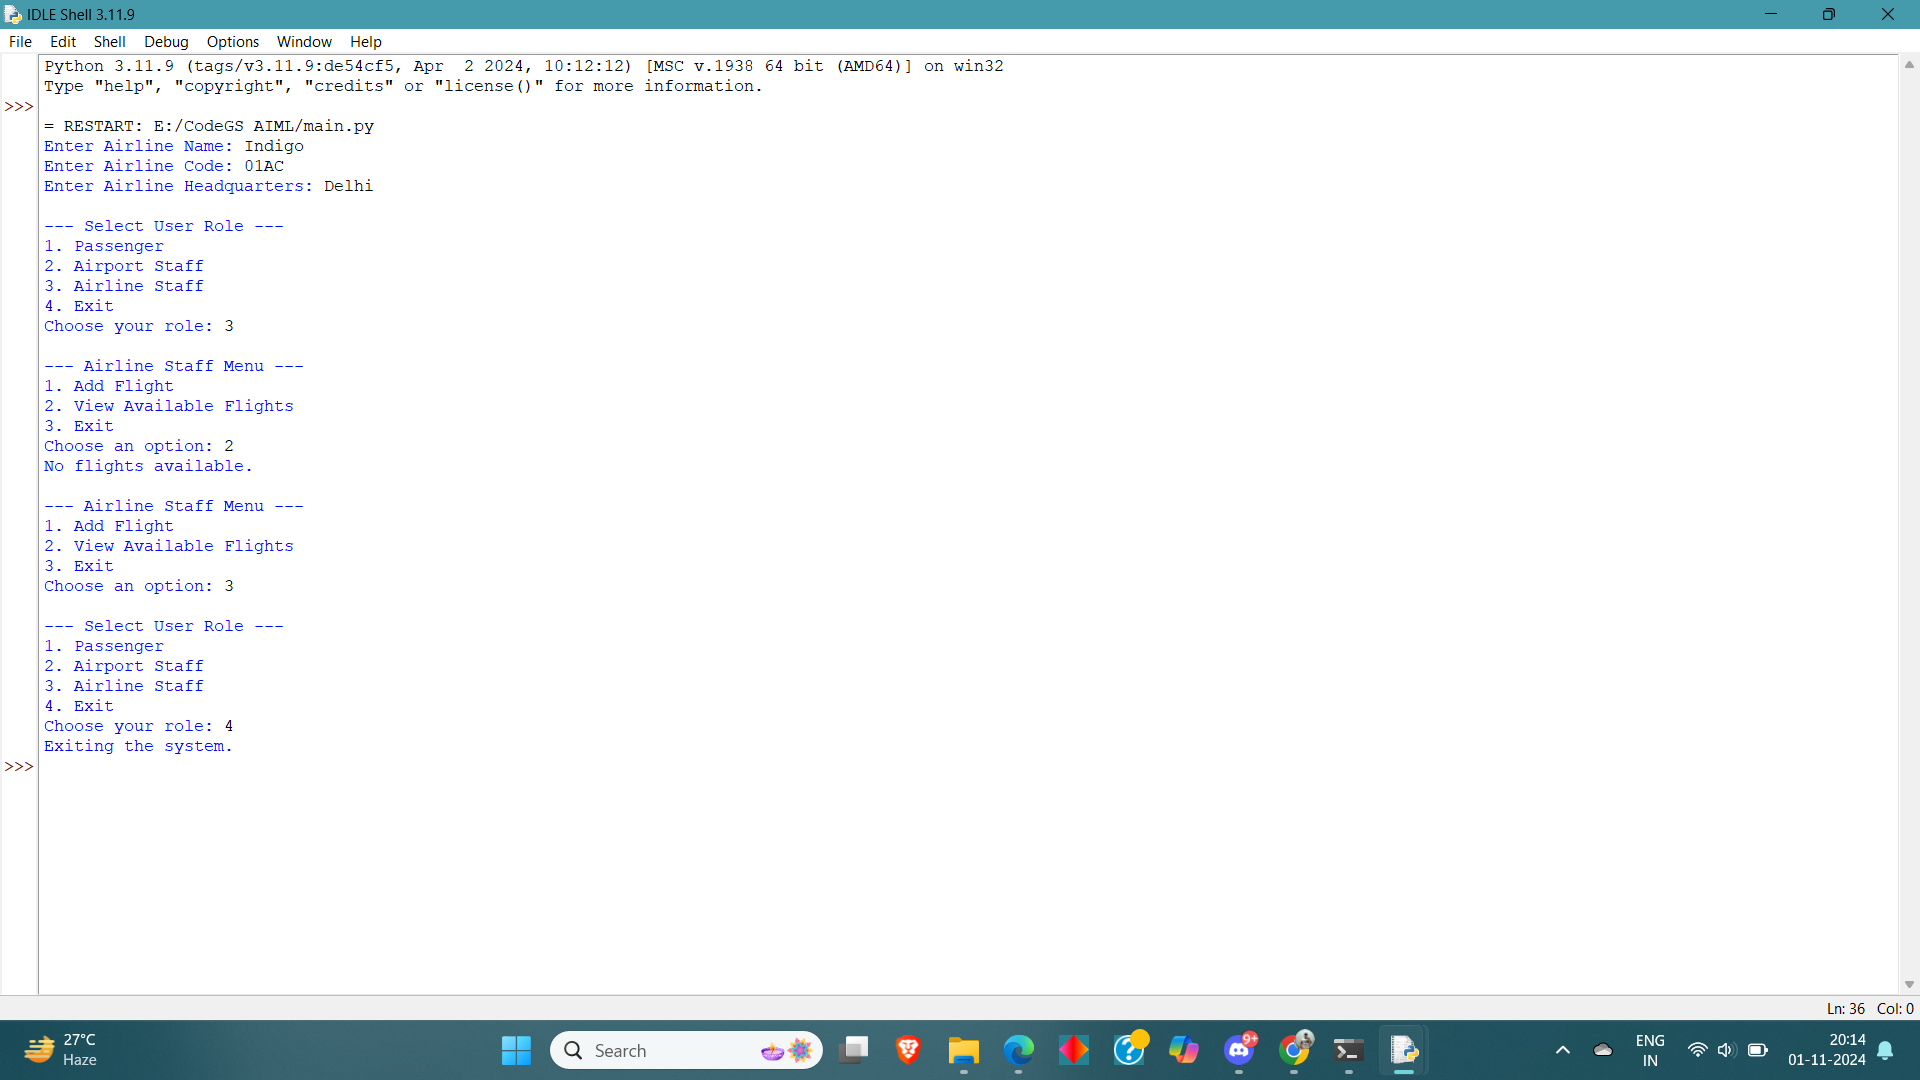 IDLE Shell 3.11.9
File Edit Shell Debug Options Window Help
Python 3.11.9 (tags/v3.11.9:de54cf5, Apr  2 2024, 10:12:12) [MSC v.1938 64 bit (AMD64)] on win32
Type "help", "copyright", "credits" or "license()" for more information.
>>>
= RESTART: E:/CodeGS AIML/main.py
Enter Airline Name: Indigo
Enter Airline Code: 01AC
Enter Airline Headquarters: Delhi
--- Select User Role ---
1. Passenger
2. Airport Staff
3. Airline Staff
4. Exit
Choose your role: 3
--- Airline Staff Menu ---
1. Add Flight
2. View Available Flights
3. Exit
Choose an option: 2
No flights available.
--- Airline Staff Menu ---
1. Add Flight
2. View Available Flights
3. Exit
Choose an option: 3
--- Select User Role ---
1. Passenger
2. Airport Staff
3. Airline Staff
4. Exit
Choose your role: 4
Exiting the system.
>>>
Ln: 36 Col: 0
27°C
Haze
Search
9+
ENG
IN
20:14
01-11-2024